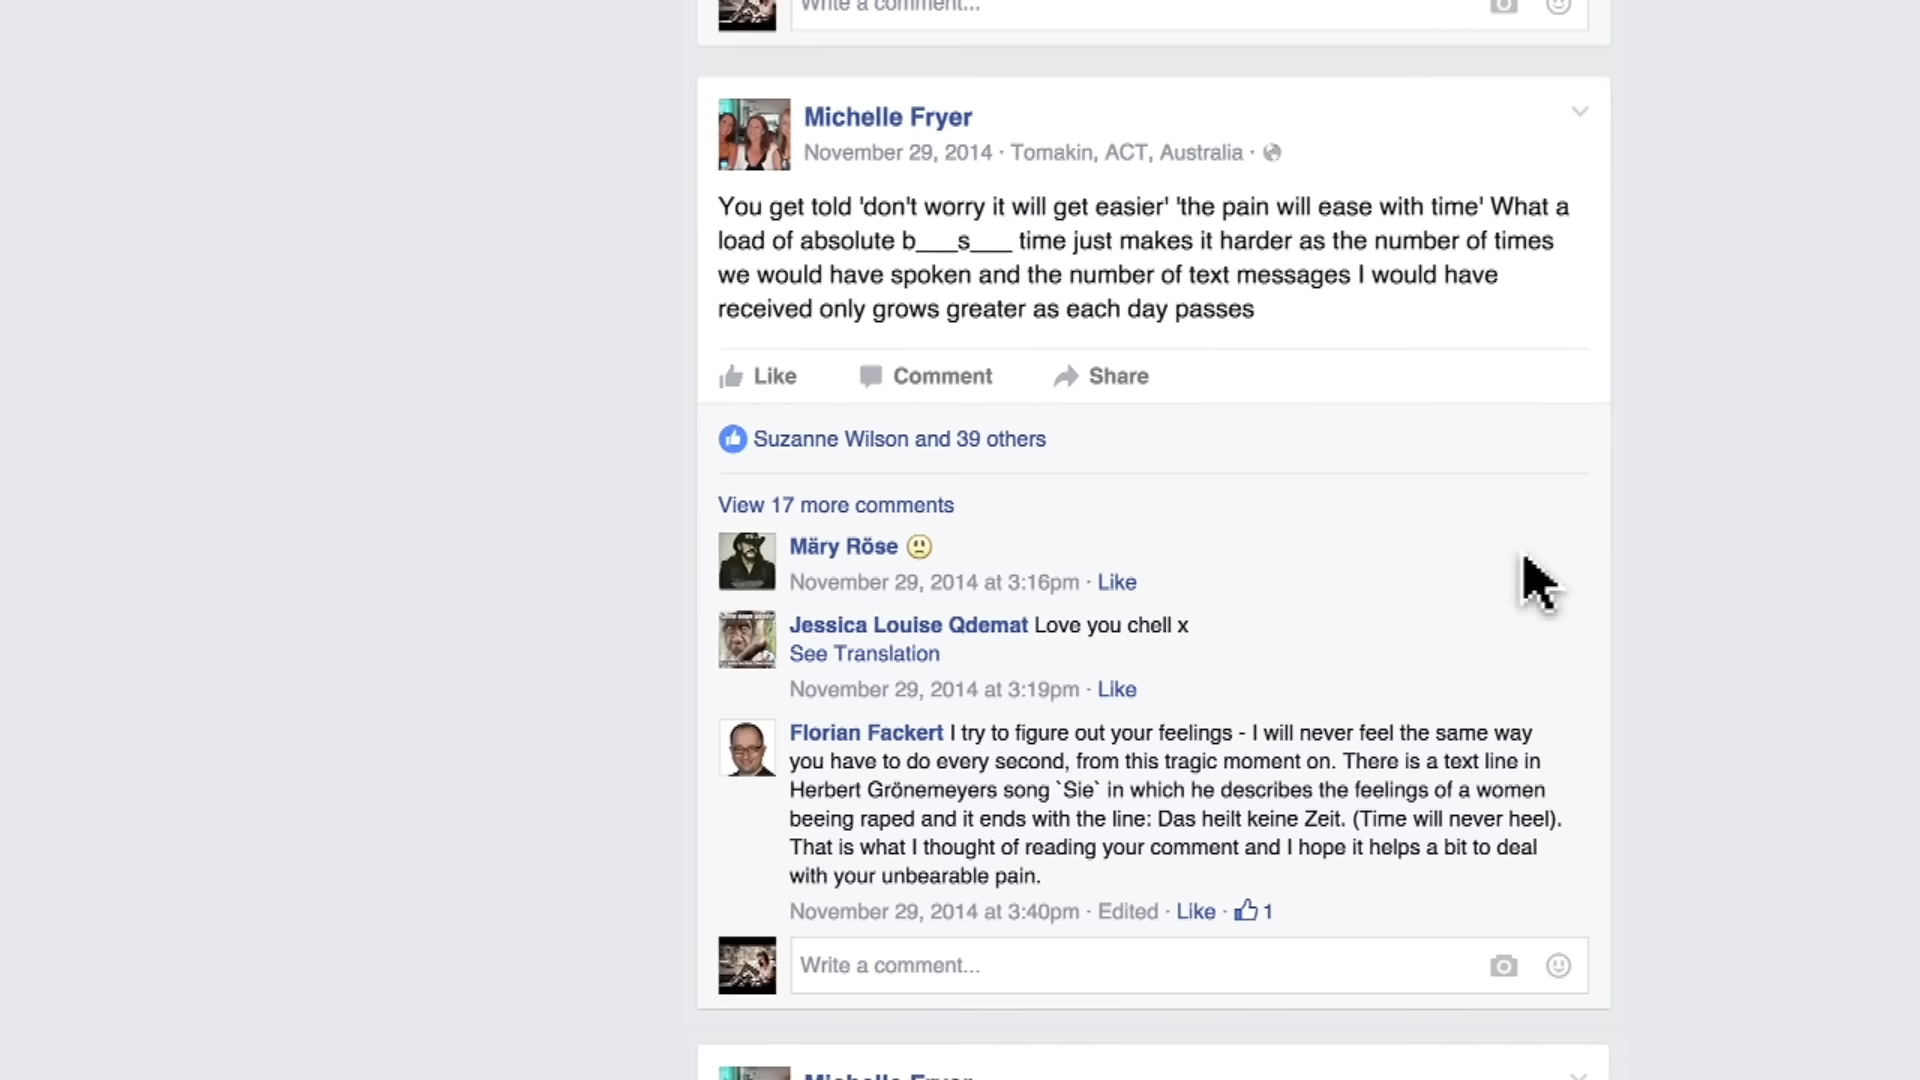 Write a comment...
Michelle Fryer
November 29, 2014 · Tomakin, ACT, Australia ·
You get told 'don't worry it will get easier' 'the pain will ease with time' What a
load of absolute b___s___ time just makes it harder as the number of times
we would have spoken and the number of text messages I would have
received only grows greater as each day passes
Like Comment Share
Suzanne Wilson and 39 others
View 17 more comments
Märy Röse
November 29, 2014 at 3:16pm · Like
Jessica Louise Qdemat Love you chell x
See Translation
November 29, 2014 at 3:19pm · Like
Florian Fackert I try to figure out your feelings - I will never feel the same way
you have to do every second, from this tragic moment on. There is a text line in
Herbert Grönemeyers song `Sie` in which he describes the feelings of a women
beeing raped and it ends with the line: Das heilt keine Zeit. (Time will never heel).
That is what I thought of reading your comment and I hope it helps a bit to deal
with your unbearable pain.
November 29, 2014 at 3:40pm · Edited · Like · 1
Write a comment...
Michelle Fryer